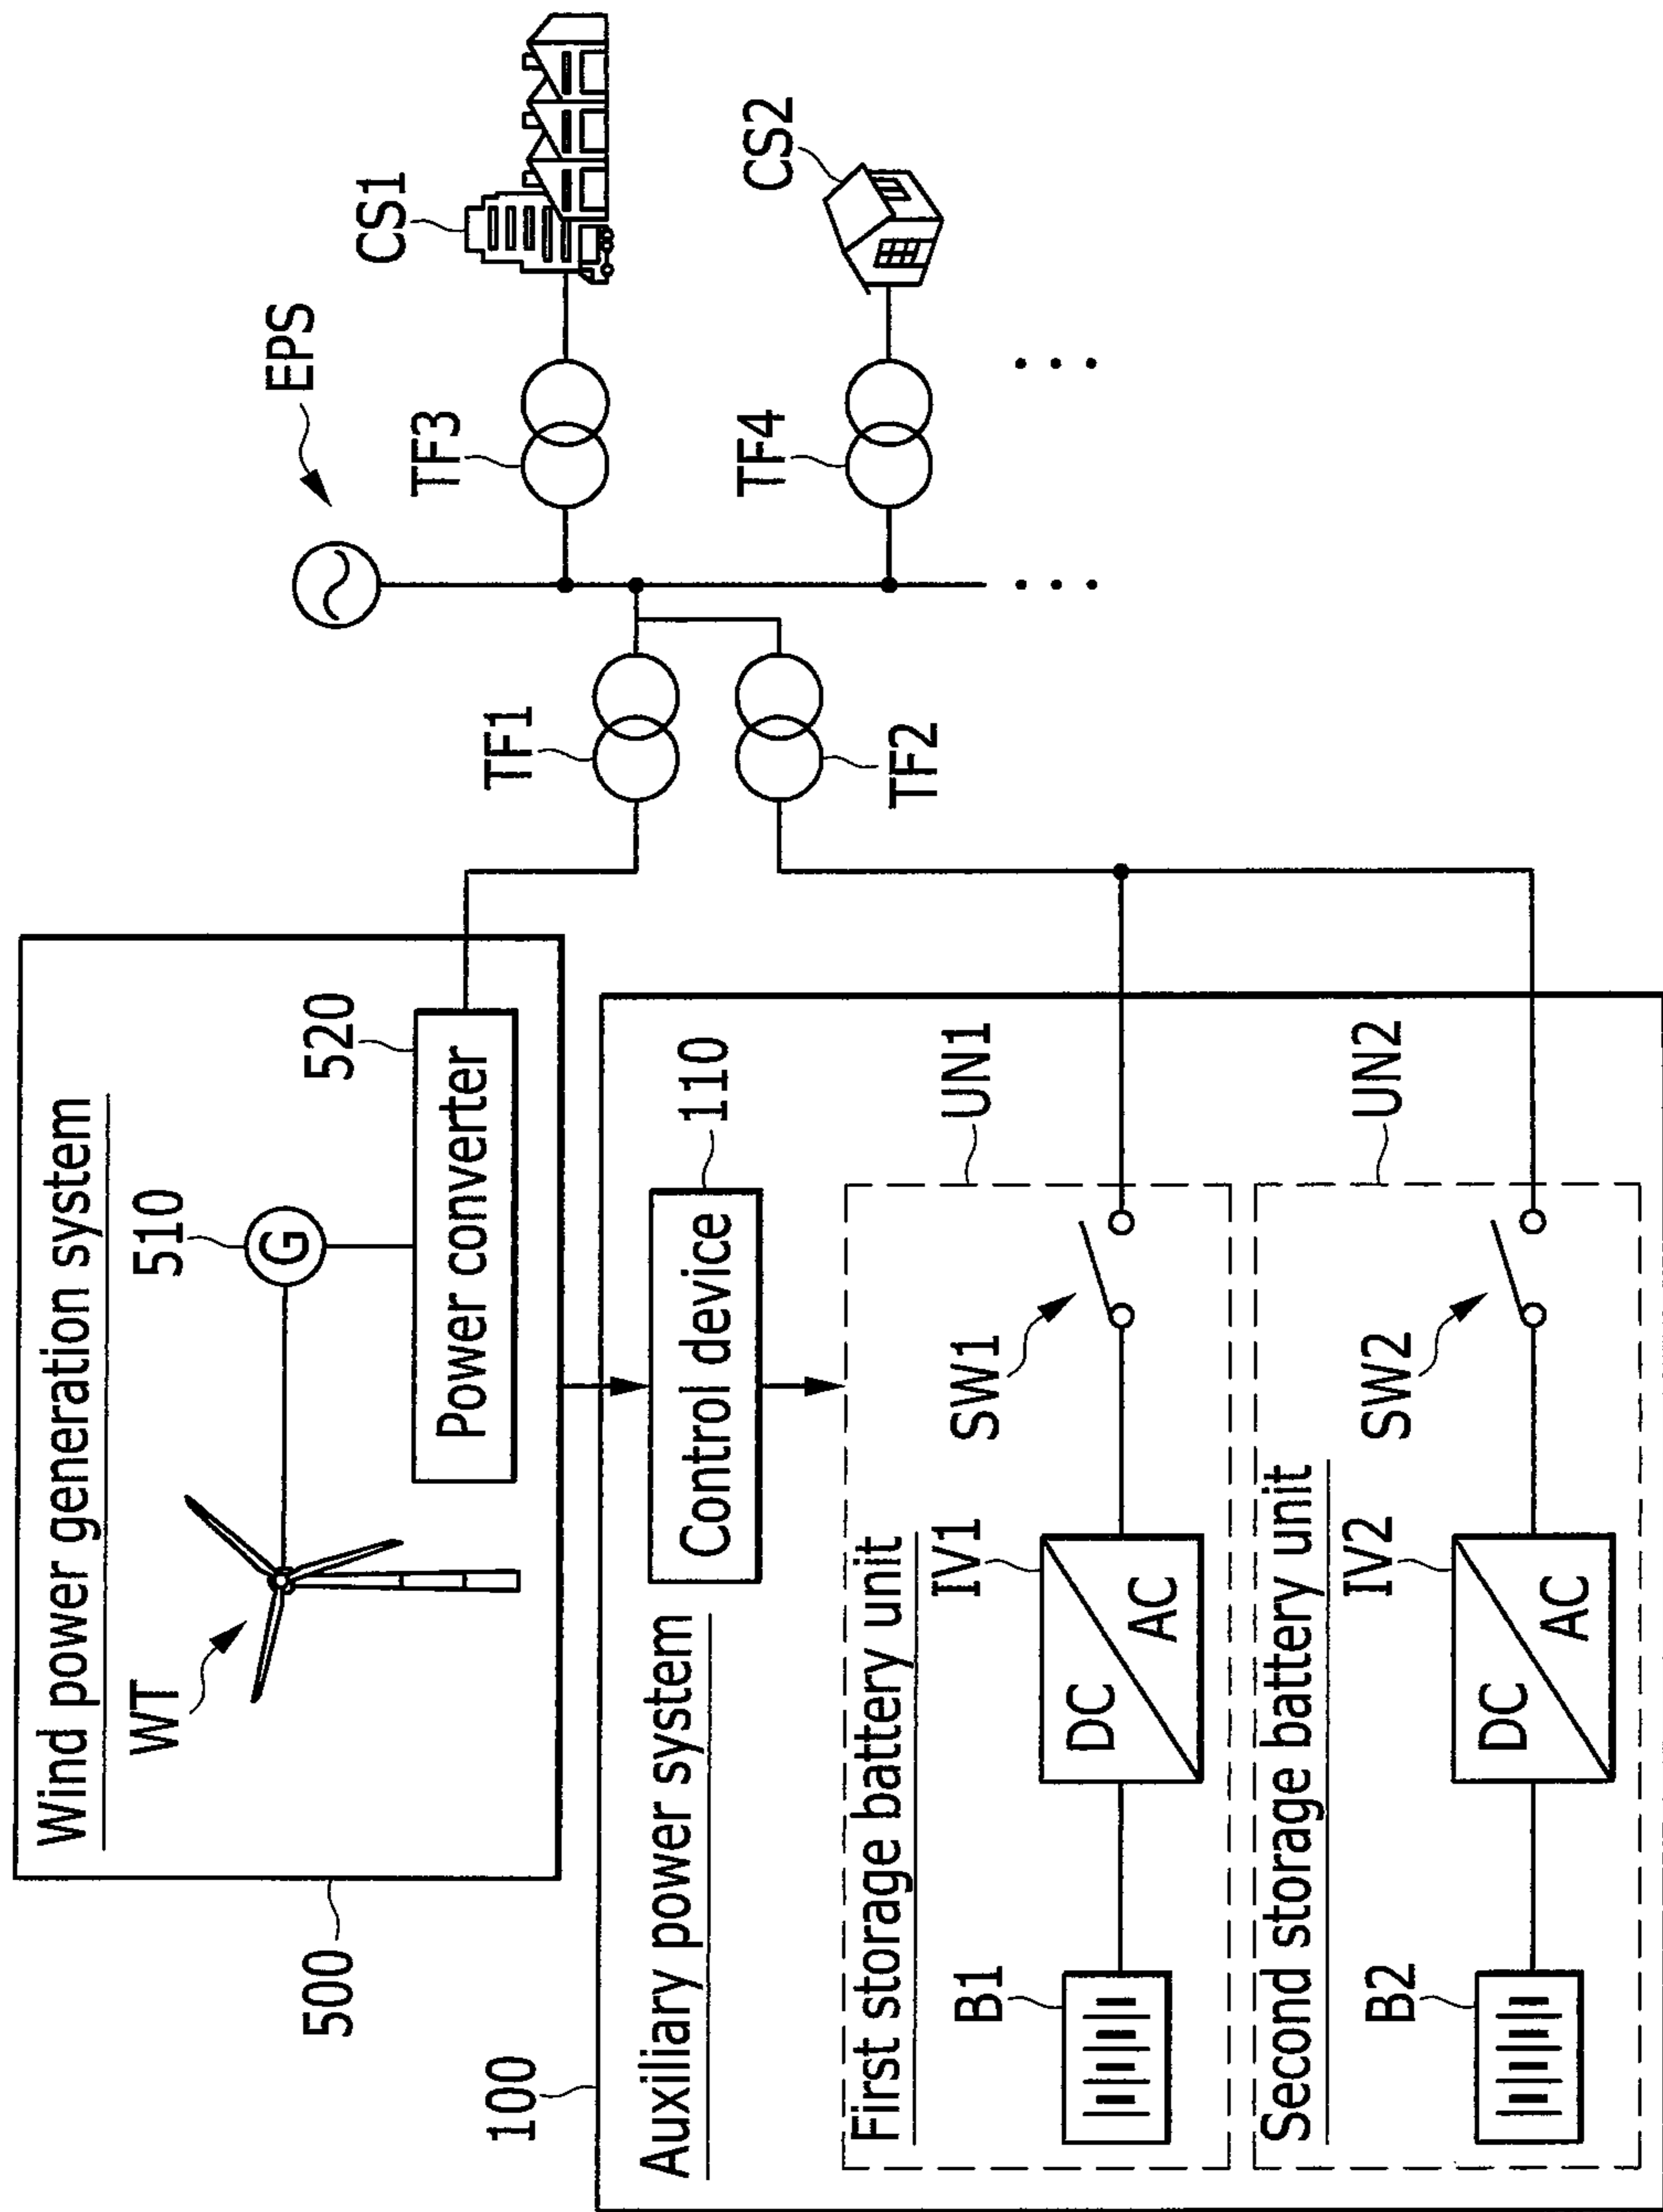 EPS
CS1
TF3
CS2
TF4
TF1
TF2
500
Wind power generation system
WT
510
G
520
Power converter
100
Auxiliary power system
110
Control device
First storage battery unit
UN1
B1
IV1
DC
AC
SW1
Second storage battery unit
UN2
B2
IV2
DC
AC
SW2